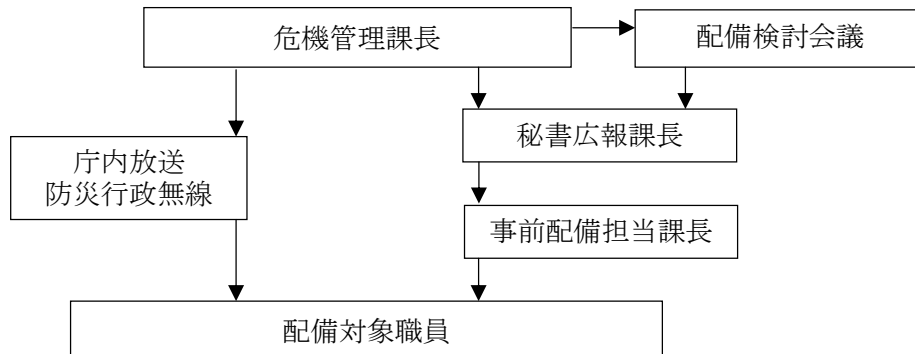 危機管理課長
配備検討会議
秘書広報課長
庁内放送
防災行政無線
事前配備担当課長
配備対象職員